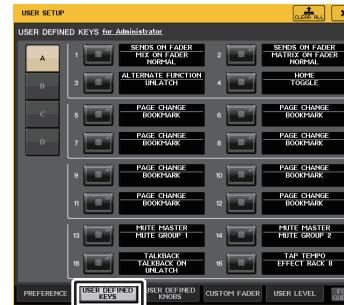 USER SETUP
CLEAR ALL
USER DEFINED KEYS for Administrator
A
B
C
D
1
SENDS ON FADER
MIX ON FADER
NORMAL
2
SENDS ON FADER
MATRIX ON FADER
NORMAL
3
ALTERNATE FUNCTION
UNLATCH
4
HOME
TOGGLE
5
PAGE CHANGE
BOOKMARK
6
PAGE CHANGE
BOOKMARK
7
PAGE CHANGE
BOOKMARK
8
PAGE CHANGE
BOOKMARK
9
PAGE CHANGE
BOOKMARK
10
PAGE CHANGE
BOOKMARK
11
PAGE CHANGE
BOOKMARK
12
PAGE CHANGE
BOOKMARK
13
MUTE MASTER
MUTE GROUP 1
14
MUTE MASTER
MUTE GROUP 2
15
TALKBACK
TALKBACK ON
UNLATCH
16
TAP TEMPO
EFFECT RACK 8
PREFERENCE
USER DEFINED
KEYS
USER DEFINED
KNOBS
CUSTOM FADER
USER LEVEL